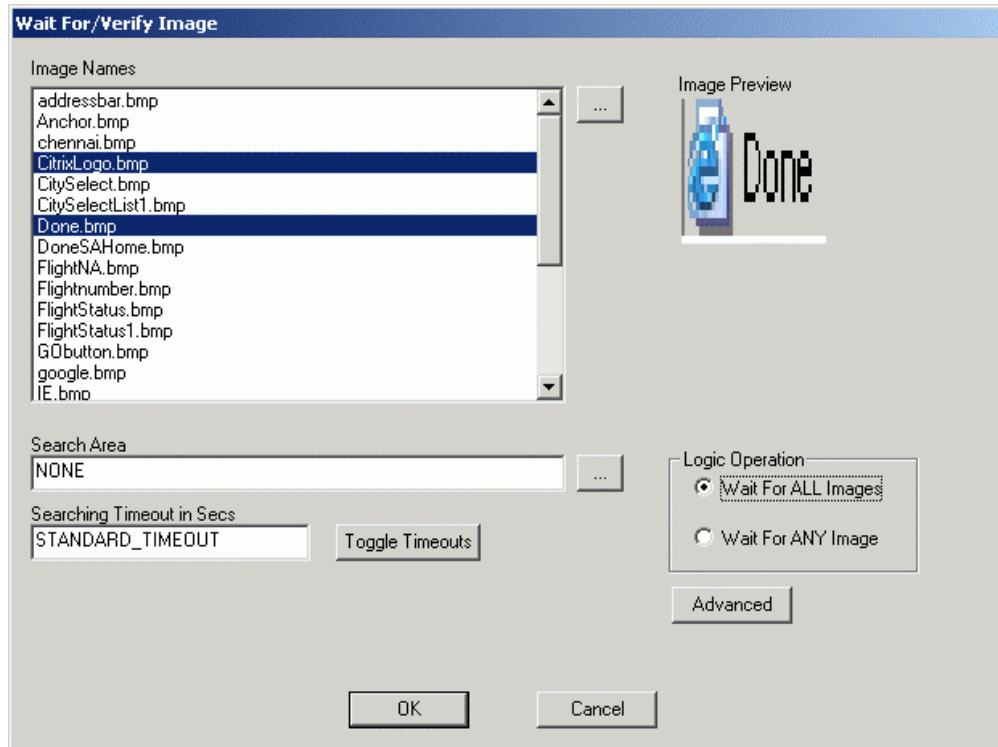 Wait For/Verify Image
Image Names
addressbar.bmp
Anchor.bmp
chennai.bmp
CitrixLogo.bmp
CitySelect.bmp
CitySelectList1.bmp
Done.bmp
DoneSAHome.bmp
FlightNA.bmp
Flightnumber.bmp
FlightStatus.bmp
FlightStatus1.bmp
GObutton.bmp
google.bmp
IE.bmp
...
Image Preview
Done
Search Area
NONE
...
Searching Timeout in Secs
STANDARD_TIMEOUT
Toggle Timeouts
Logic Operation
Wait For ALL Images
Wait For ANY Image
Advanced
OK
Cancel